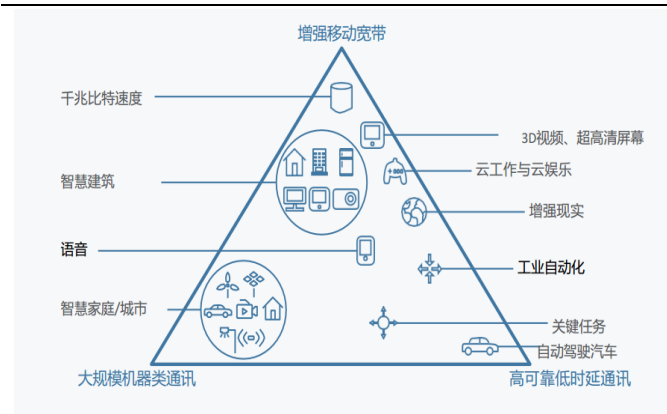 增强移动宽带
千兆比特速度
3D视频、超高清屏幕
云工作与云娱乐
智慧建筑
增强现实
语音
工业自动化
智慧家庭/城市
关键任务
自动驾驶汽车
大规模机器类通讯
高可靠低时延通讯